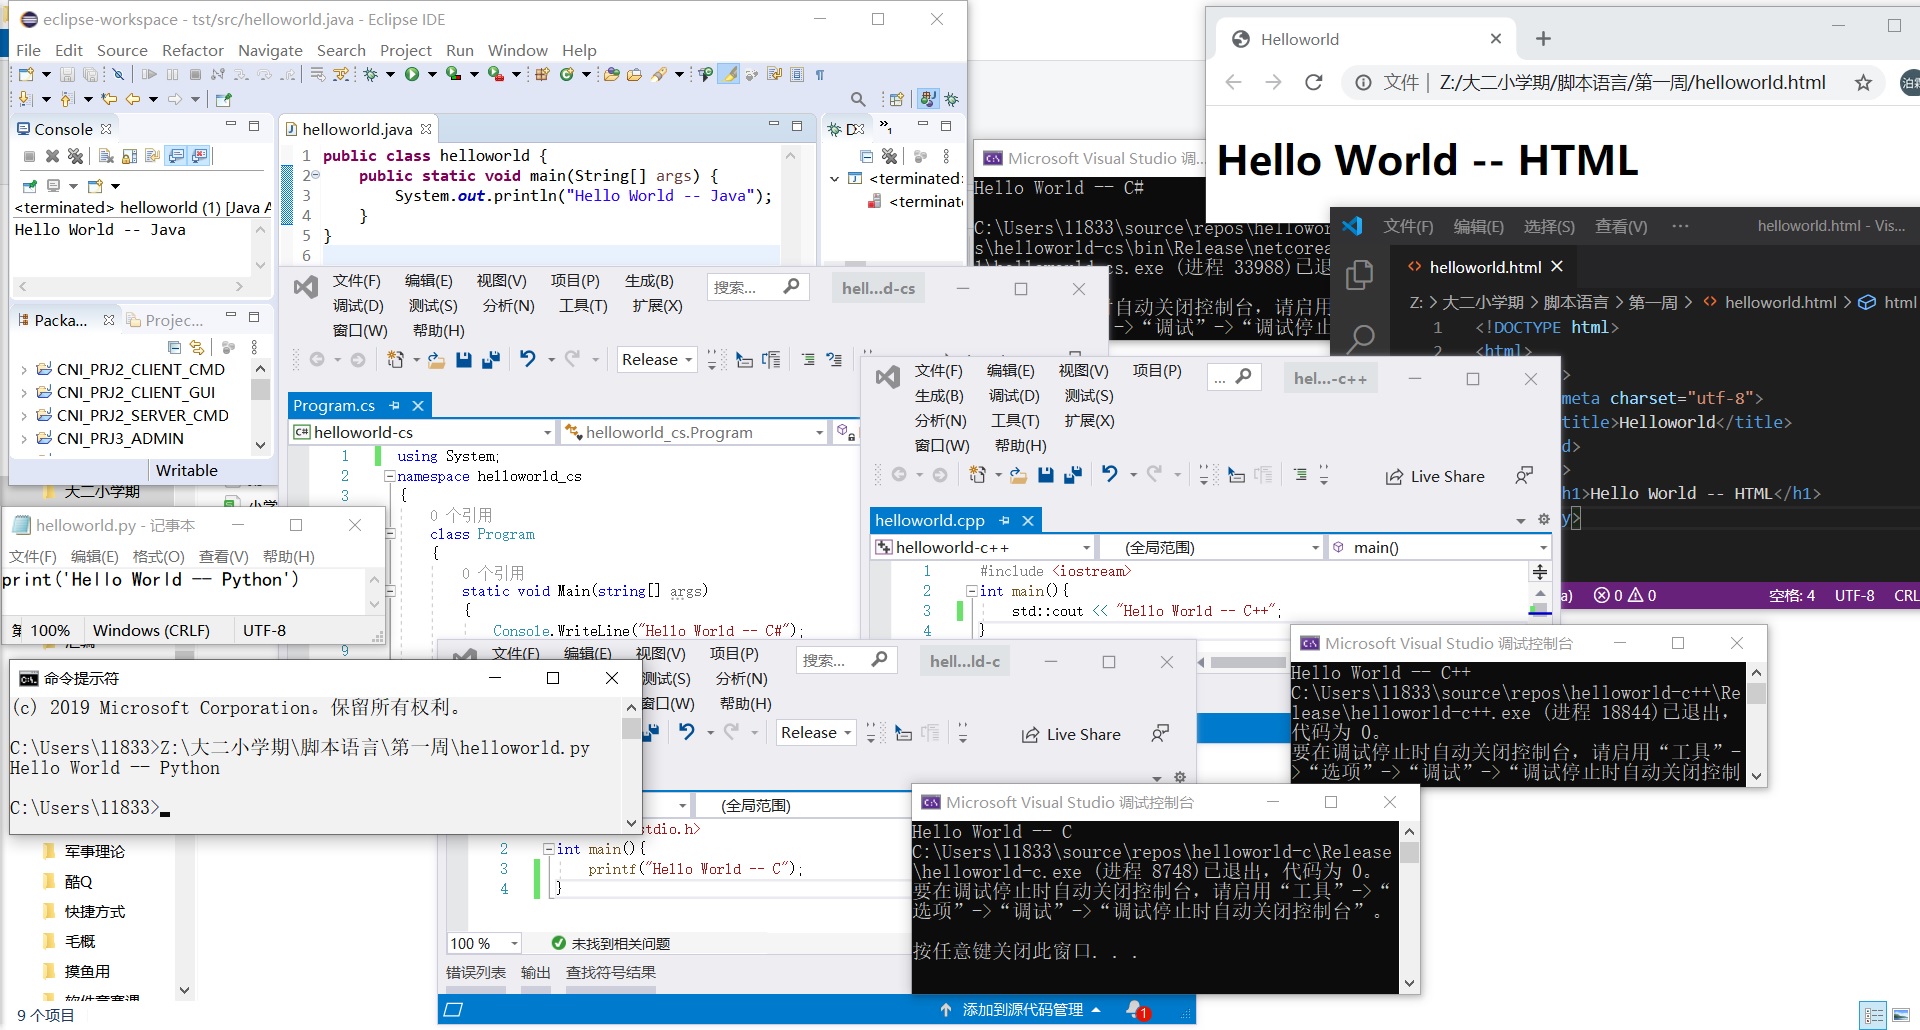 eclipse-workspace - tst/src/helloworld.java - Eclipse IDE
File Edit Source Refactor Navigate Search Project Run Window Help
Console
<terminated> helloworld (1) [Java A
Hello World -- Java
helloworld.java
1 public class helloworld {
2 public static void main(String[] args) {
3 System.out.println("Hello World -- Java");
4 }
5 }
6
<terminated>
<termina
Packa...
Projec...
CNI_PRJ2_CLIENT_CMD
CNI_PRJ2_CLIENT_GUI
CNI_PRJ2_SERVER_CMD
CNI_PRJ3_ADMIN
Writable
大二小学期
Helloworld
文件 | Z:/大二小学期/脚本语言/第一周/helloworld.html
Hello World -- HTML
Microsoft Visual Studio 调...
Hello World -- C#
C:\Users\11833\source\repos\hellowor
s\helloworld-cs\bin\Release\netcorea
cs.exe (进程 33988)已退
自动关闭控制台，请启用
->“调试”->“调试停止
文件(F) 编辑(E) 选择(S) 查看(V) ··· helloworld.html - Vis...
helloworld.html
Z: > 大二小学期 > 脚本语言 > 第一周 > helloworld.html > html
1 <!DOCTYPE html>
2 <html>
>
meta charset="utf-8">
title>Helloworld</title>
d>
>
h1>Hello World -- HTML</h1>
y>
0 0 空格: 4 UTF-8 CRL
文件(F) 编辑(E) 视图(V) 项目(P) 生成(B) 搜索... hell...d-cs
调试(D) 测试(S) 分析(N) 工具(T) 扩展(X)
窗口(W) 帮助(H)
Release
Program.cs
helloworld-cs helloworld_cs.Program
1 using System;
2 namespace helloworld_cs
3 {
0 个引用
class Program
{
0 个引用
static void Main(string[] args)
{
Console.WriteLine("Hello World -- C#");
9
文件(F) 编辑(E) 视图(V) 项目(P) ... hel...-c++
生成(B) 调试(D) 测试(S)
分析(N) 工具(T) 扩展(X)
窗口(W) 帮助(H)
Live Share
helloworld.cpp
helloworld-c++ (全局范围) main()
1 #include <iostream>
2 int main(){
3 std::cout << "Hello World -- C++";
4 }
helloworld.py - 记事本
文件(F) 编辑(E) 格式(O) 查看(V) 帮助(H)
print('Hello World -- Python')
100% Windows (CRLF) UTF-8
命令提示符
(c) 2019 Microsoft Corporation。保留所有权利。
C:\Users\11833>Z:\大二小学期\脚本语言\第一周\helloworld.py
Hello World -- Python
C:\Users\11833>
文件(F) 编辑(E) 视图(V) 项目(P) 搜索... hell...ld-c
测试(S) 分析(N)
窗口(W) 帮助(H)
Release Live Share
(全局范围)
stdio.h>
2 int main(){
3 printf("Hello World -- C");
4 }
100 % 未找到相关问题
错误列表 输出 查找符号结果
添加到源代码管理 1
Microsoft Visual Studio 调试控制台
Hello World -- C++
C:\Users\11833\source\repos\helloworld-c++\Re
lease\helloworld-c++.exe (进程 18844)已退出，
代码为 0。
要在调试停止时自动关闭控制台，请启用“工具”-
>“选项”->“调试”->“调试停止时自动关闭控制
Microsoft Visual Studio 调试控制台
Hello World -- C
C:\Users\11833\source\repos\helloworld-c\Release
\helloworld-c.exe (进程 8748)已退出，代码为 0。
要在调试停止时自动关闭控制台，请启用“工具”->“
选项”->“调试”->“调试停止时自动关闭控制台”。
按任意键关闭此窗口. . .
军事理论
酷Q
快捷方式
毛概
摸鱼用
9 个项目